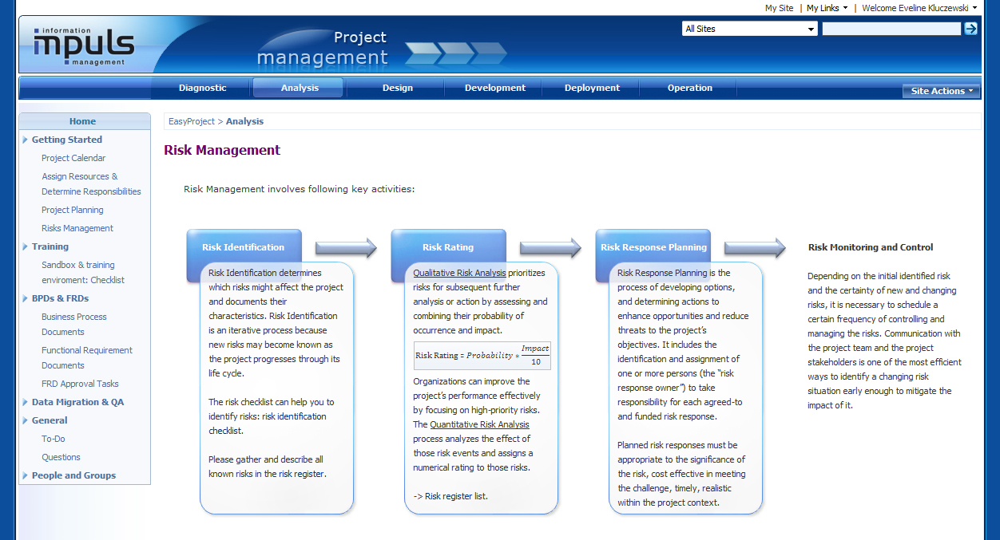 My Site | My Links | Welcome Eveline Kluczewski
information
mpuls
management
Project
management
All Sites
Diagnostic Analysis Design Development Deployment Operation
Site Actions
Home
Getting Started
Project Calendar
Assign Resources &
Determine Responsibilities
Project Planning
Risks Management
Training
Sandbox & training
enviroment: Checklist
BPDs & FRDs
Business Process
Documents
Functional Requirement
Documents
FRD Approval Tasks
Data Migration & QA
General
To-Do
Questions
People and Groups
EasyProject > Analysis
Risk Management
Risk Management involves following key activities:
Risk Identification
Risk Identification determines
which risks might affect the project
and documents their
characteristics. Risk Identification
is an iterative process because
new risks may become known as
the project progresses through its
life cycle.
The risk checklist can help you to
identify risks: risk identification
checklist.
Please gather and describe all
known risks in the risk register.
Risk Rating
Qualitative Risk Analysis prioritizes
risks for subsequent further
analysis or action by assessing and
combining their probability of
occurrence and impact.
Risk Rating = Probability * Impact
10
Organizations can improve the
project's performance effectively
by focusing on high-priority risks.
The Quantitative Risk Analysis
process analyzes the effect of
those risk events and assigns a
numerical rating to those risks.
-> Risk register list.
Risk Response Planning
Risk Response Planning is the
process of developing options,
and determining actions to
enhance opportunities and reduce
threats to the project's
objectives. It includes the
identification and assignment of
one or more persons (the “risk
response owner”) to take
responsibility for each agreed-to
and funded risk response.
Planned risk responses must be
appropriate to the significance of
the risk, cost effective in meeting
the challenge, timely, realistic
within the project context.
Risk Monitoring and Control
Depending on the initial identified risk
and the certainty of new and changing
risks, it is necessary to schedule a
certain frequency of controlling and
managing the risks. Communication with
the project team and the project
stakeholders is one of the most efficient
ways to identify a changing risk
situation early enough to mitigate the
impact of it.